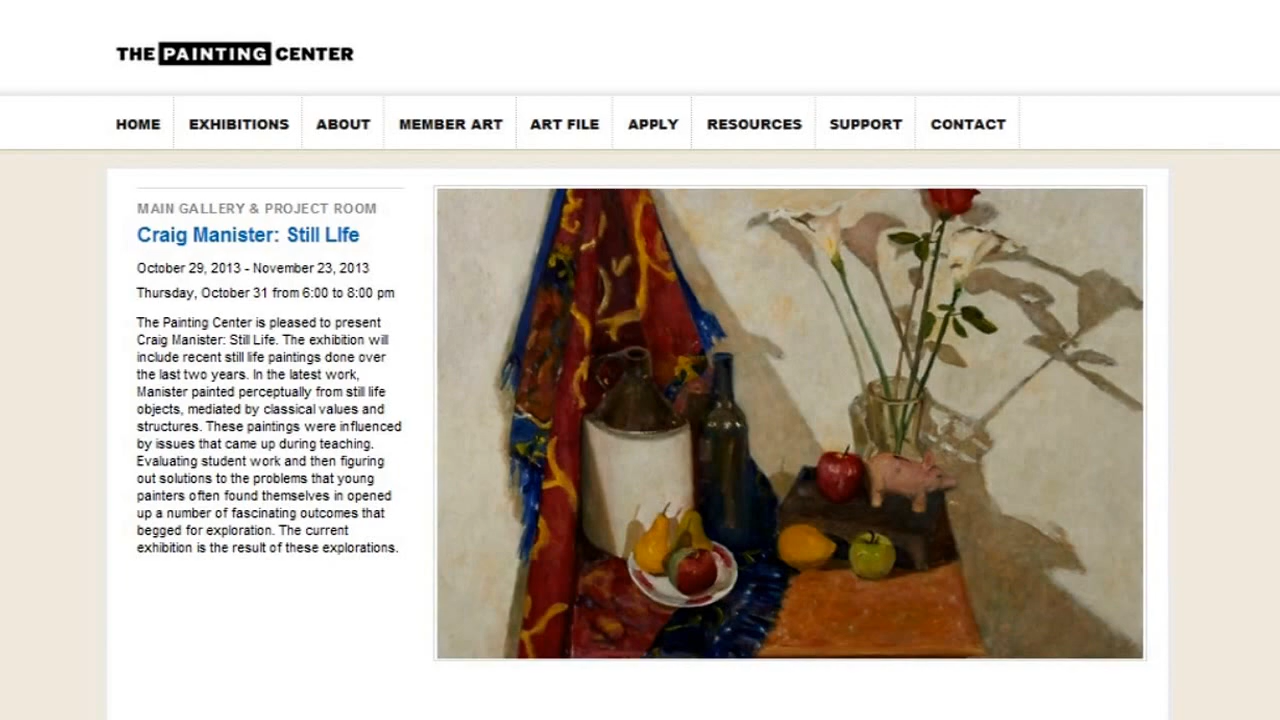 THE PAINTING CENTER
HOME EXHIBITIONS ABOUT MEMBER ART ART FILE APPLY RESOURCES SUPPORT CONTACT
MAIN GALLERY & PROJECT ROOM
Craig Manister: Still LIfe
October 29, 2013 - November 23, 2013
Thursday, October 31 from 6:00 to 8:00 pm
The Painting Center is pleased to present
Craig Manister: Still Life. The exhibition will
include recent still life paintings done over
the last two years. In the latest work,
Manister painted perceptually from still life
objects, mediated by classical values and
structures. These paintings were influenced
by issues that came up during teaching.
Evaluating student work and then figuring
out solutions to the problems that young
painters often found themselves in opened
up a number of fascinating outcomes that
begged for exploration. The current
exhibition is the result of these explorations.